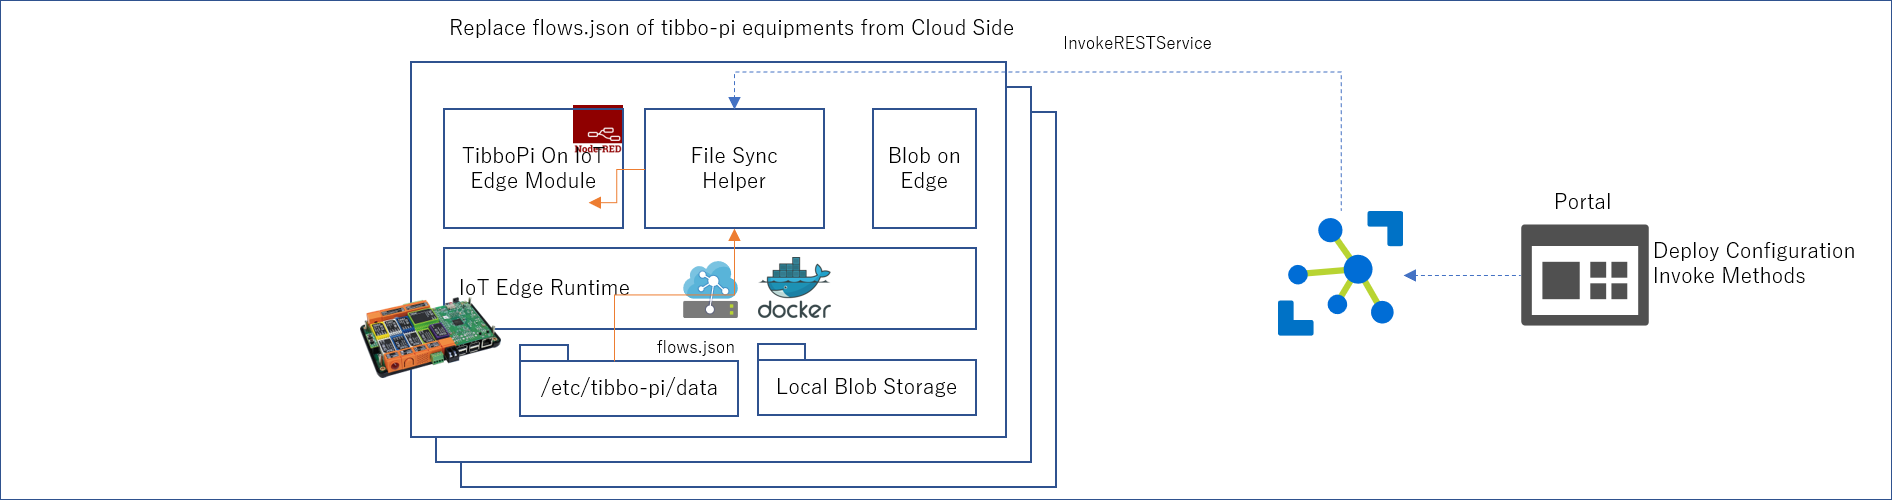 Replace flows.json of tibbo-pi equipments from Cloud Side
InvokeRESTService
Node-RED
TibboPi On IoT
Edge Module
File Sync
Helper
Blob on
Edge
IoT Edge Runtime
docker
flows.json
/etc/tibbo-pi/data
Local Blob Storage
Portal
Deploy Configuration
Invoke Methods